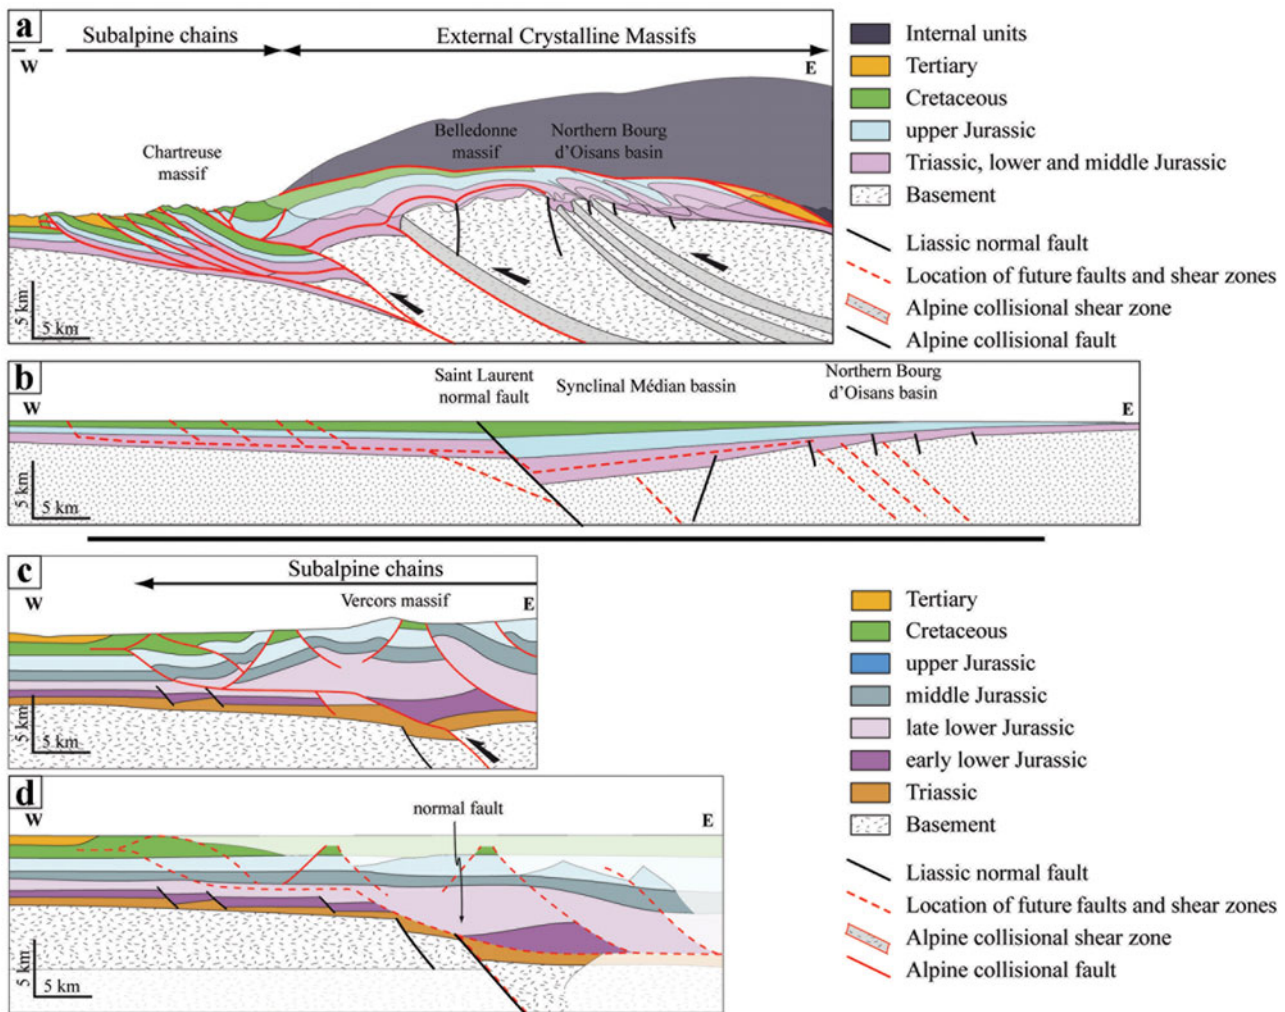 a
Subalpine chains
External Crystalline Massifs
W
E
Chartreuse
massif
Belledonne
massif
Northern Bourg
d'Oisans basin
5 km
5 km
Internal units
Tertiary
Cretaceous
upper Jurassic
Triassic, lower and middle Jurassic
Basement
Liassic normal fault
Location of future faults and shear zones
Alpine collisional shear zone
Alpine collisional fault
b
W
Saint Laurent
normal fault
Synclinal Médian bassin
Northern Bourg
d'Oisans basin
E
5 km
5 km
c
Subalpine chains
W
Vercors massif
E
5 km
5 km
d
W
normal fault
E
5 km
5 km
Tertiary
Cretaceous
upper Jurassic
middle Jurassic
late lower Jurassic
early lower Jurassic
Triassic
Basement
Liassic normal fault
Location of future faults and shear zones
Alpine collisional shear zone
Alpine collisional fault